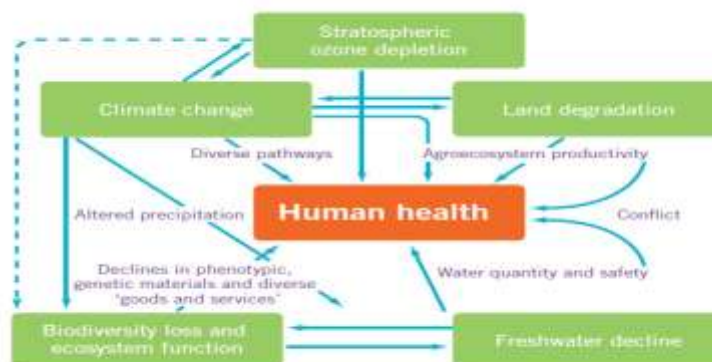 Stratospheric
ozone depletion
Climate change
Land degradation
Diverse pathways
Agroecosystem productivity
Altered precipitation
Human health
Conflict
Declines in phenotypic,
genetic materials and diverse
'goods and services'
Water quantity and safety
Biodiversity loss and
ecosystem function
Freshwater decline